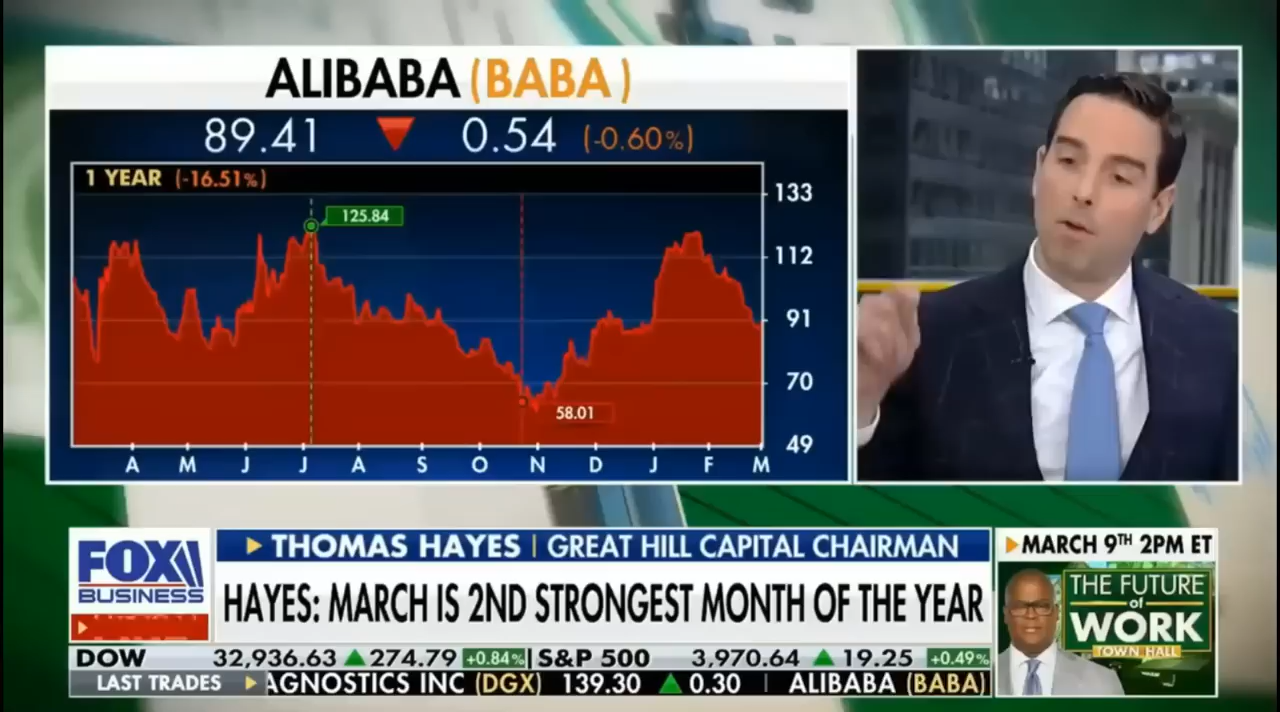 ALIBABA (BABA)
89.41 ▼ 0.54 (-0.60%)
1 YEAR (-16.51%)
133
125.84
112
91
70
58.01
49
A M J J A S O N D J F M
THOMAS HAYES | GREAT HILL CAPITAL CHAIRMAN
HAYES: MARCH IS 2ND STRONGEST MONTH OF THE YEAR
FOX
BUSINESS
MARCH 9TH 2PM ET
THE FUTURE
of
WORK
TOWN HALL
DOW 32,936.63 ▲ 274.79 +0.84% | S&P 500 3,970.64 ▲ 19.25 +0.49%
LAST TRADES AGNOSTICS INC (DGX) 139.30 ▲ 0.30 | ALIBABA (BABA)